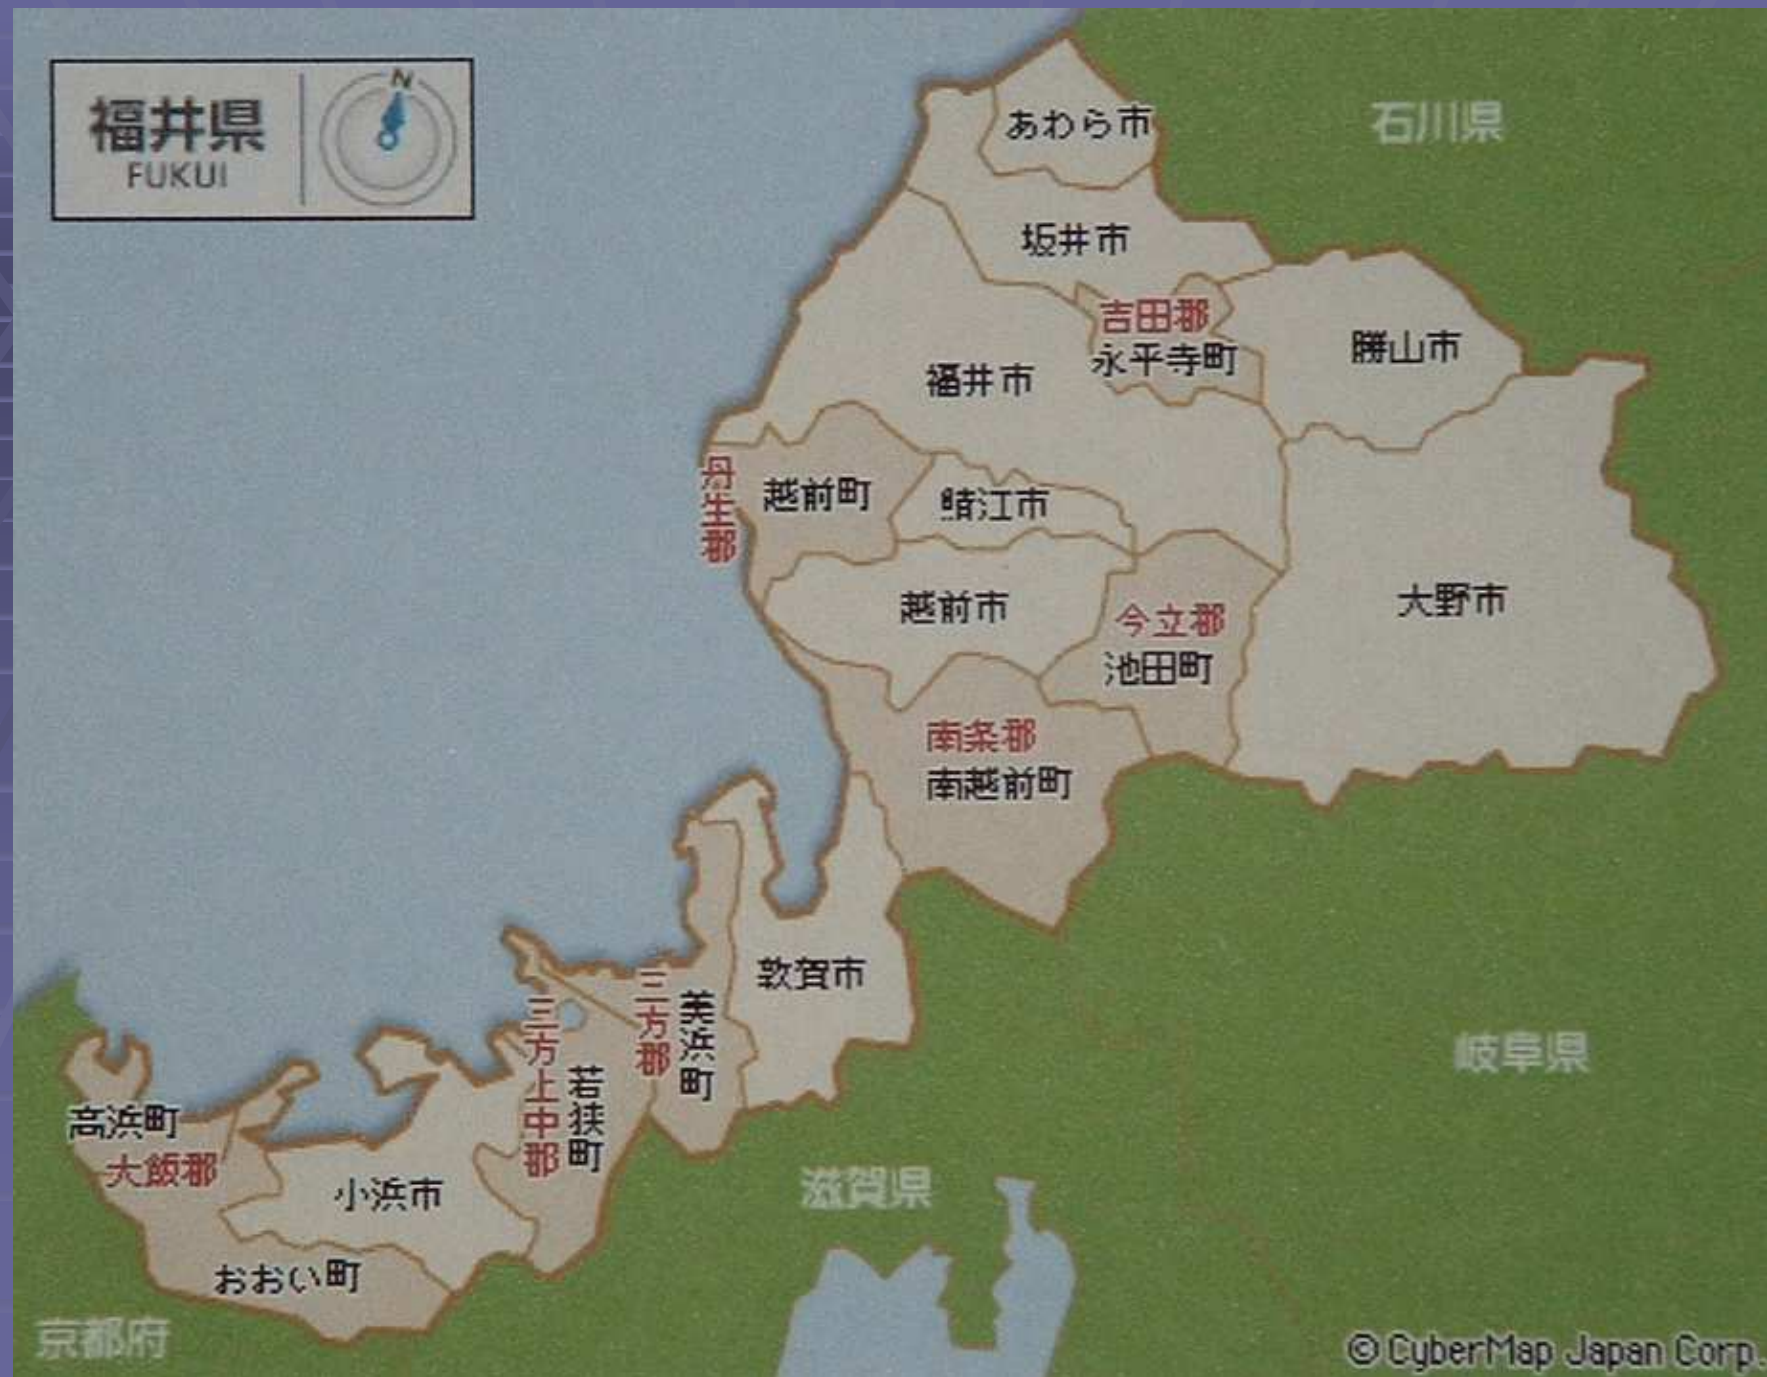 福井県
FUKUI
N
石川県
あわら市
坂井市
吉田郡
永平寺町
勝山市
福井市
丹生郡
越前町
鯖江市
越前市
今立郡
池田町
大野市
南条郡
南越前町
敦賀市
三方郡
美浜町
三方上中郡
若狭町
高浜町
大飯郡
小浜市
おおい町
岐阜県
滋賀県
京都府
© CyberMap Japan Corp.